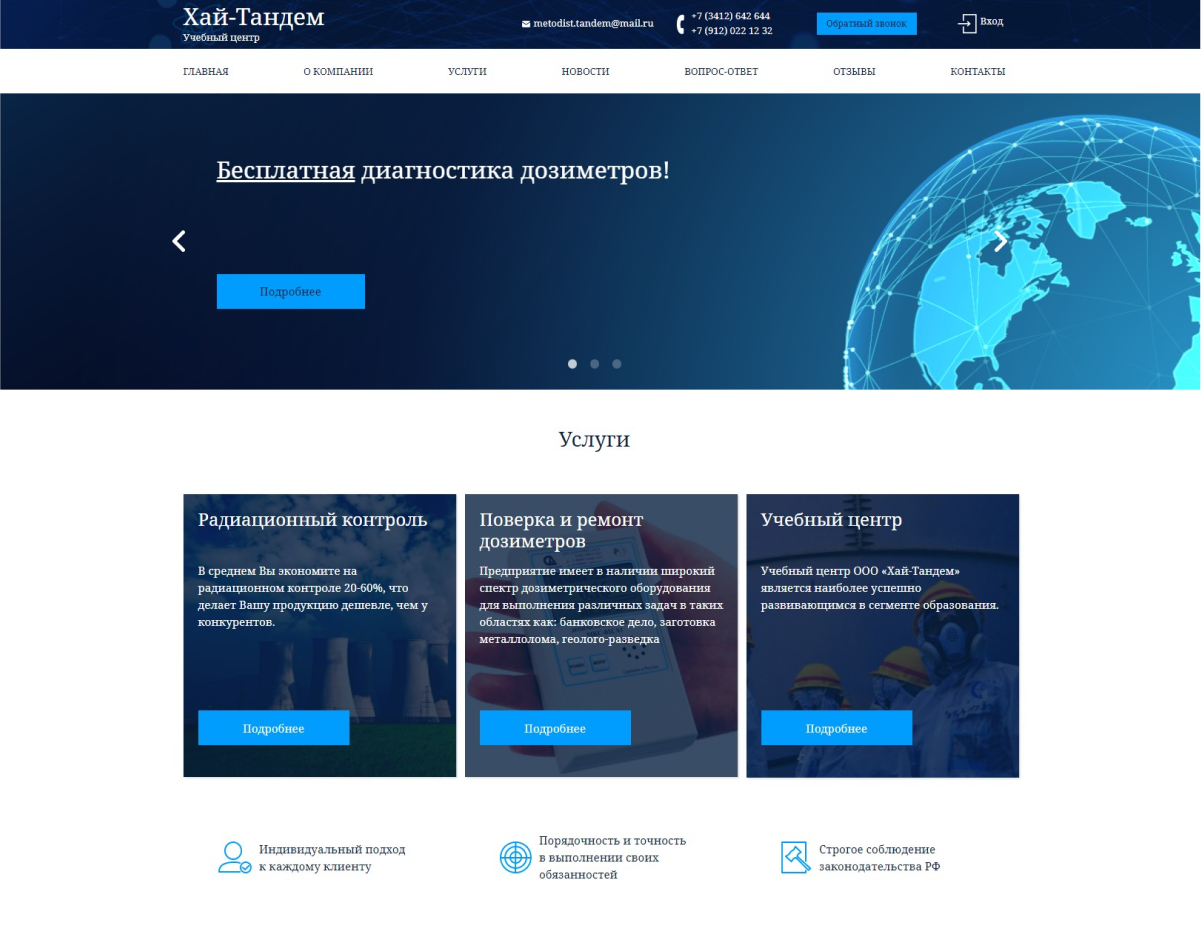 Хай-Тандем
Учебный центр
metodist.tandem@mail.ru
+7 (3412) 642 644
+7 (912) 022 12 32
Обратный звонок
Вход
ГЛАВНАЯ
О КОМПАНИИ
УСЛУГИ
НОВОСТИ
ВОПРОС-ОТВЕТ
ОТЗЫВЫ
КОНТАКТЫ
Бесплатная диагностика дозиметров!
Подробнее
Услуги
Радиационный контроль
В среднем Вы экономите на
радиационном контроле 20-60%, что
делает Вашу продукцию дешевле, чем у
конкурентов.
Подробнее
Поверка и ремонт
дозиметров
Предприятие имеет в наличии широкий
спектр дозиметрического оборудования
для выполнения различных задач в таких
областях как: банковское дело, заготовка
металлолома, геолого-разведка
Подробнее
Учебный центр
Учебный центр ООО «Хай-Тандем»
является наиболее успешно
развивающимся в сегменте образования.
Подробнее
Индивидуальный подход
к каждому клиенту
Порядочность и точность
в выполнении своих
обязанностей
Строгое соблюдение
законодательства РФ